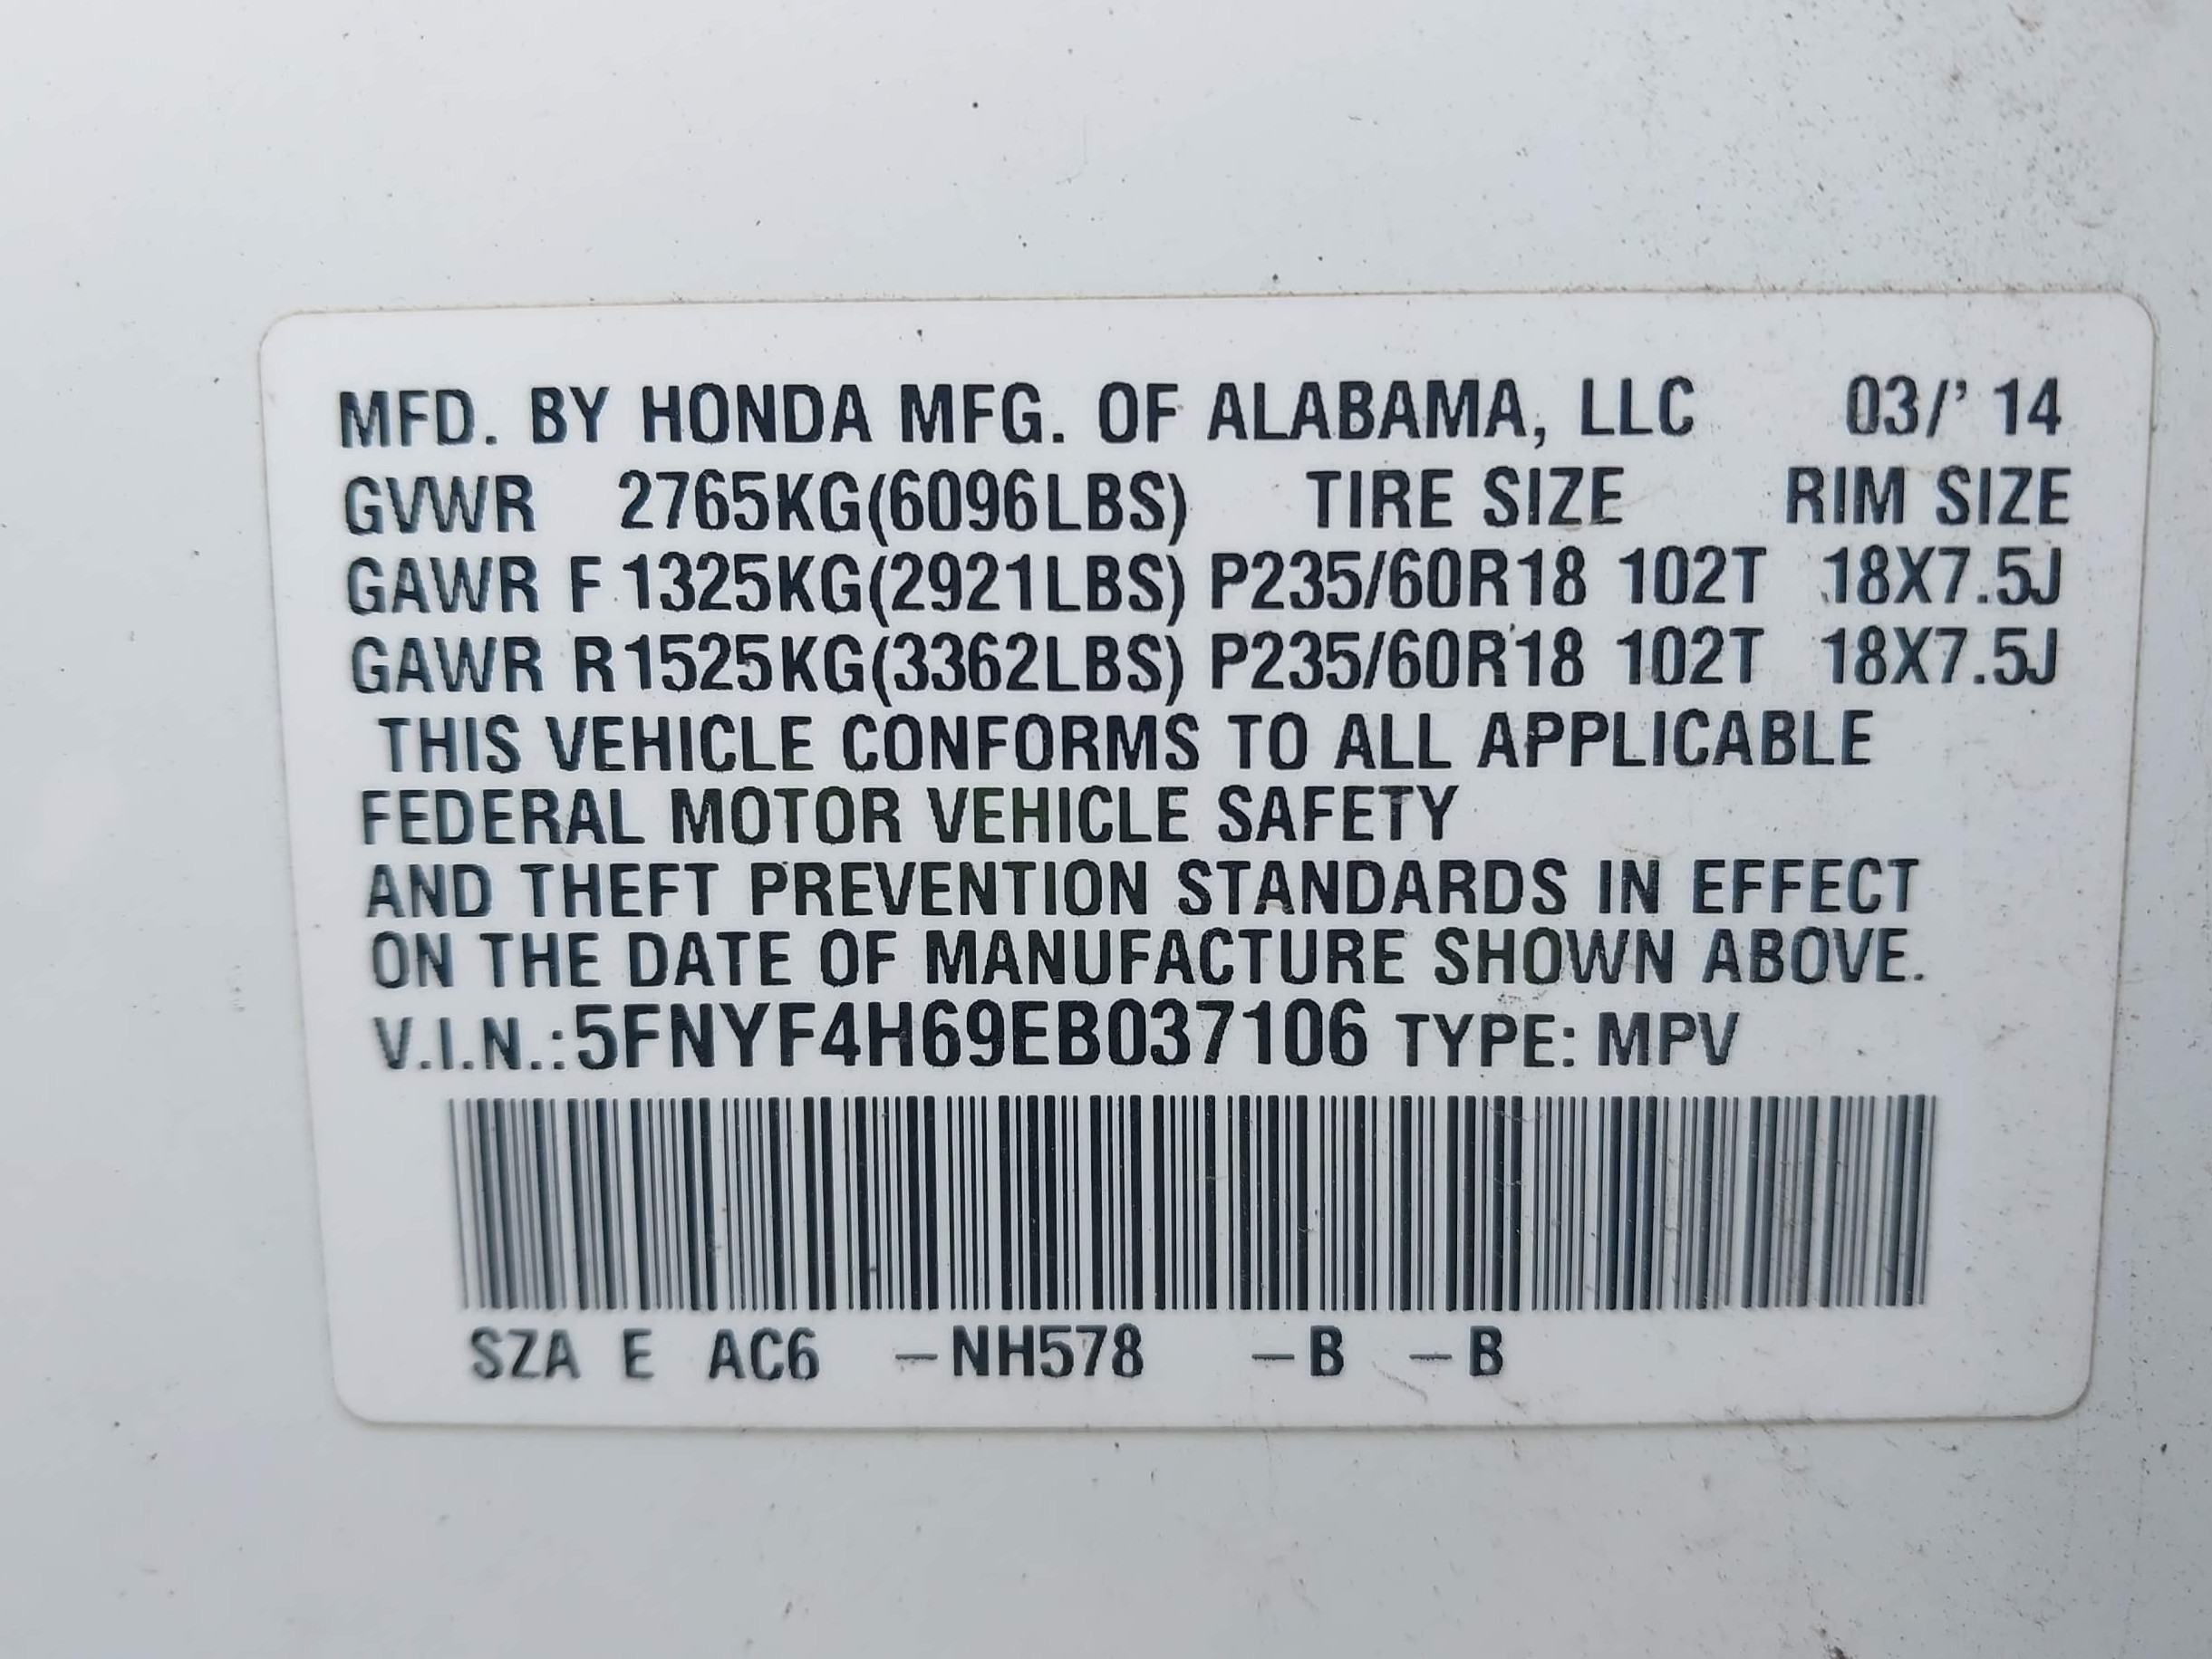 MFD. BY HONDA MFG. OF ALABAMA, LLC 03/' 14
GVWR 2765KG(6096LBS) TIRE SIZE RIM SIZE
GAWR F 1325KG(2921LBS) P235/60R18 102T 18X7.5J
GAWR R 1525KG(3362LBS) P235/60R18 102T 18X7.5J
THIS VEHICLE CONFORMS TO ALL APPLICABLE
FEDERAL MOTOR VEHICLE SAFETY
AND THEFT PREVENTION STANDARDS IN EFFECT
ON THE DATE OF MANUFACTURE SHOWN ABOVE.
V.I.N.:5FNYF4H69EB037106 TYPE: MPV
SZA E AC6 –NH578 –B –B